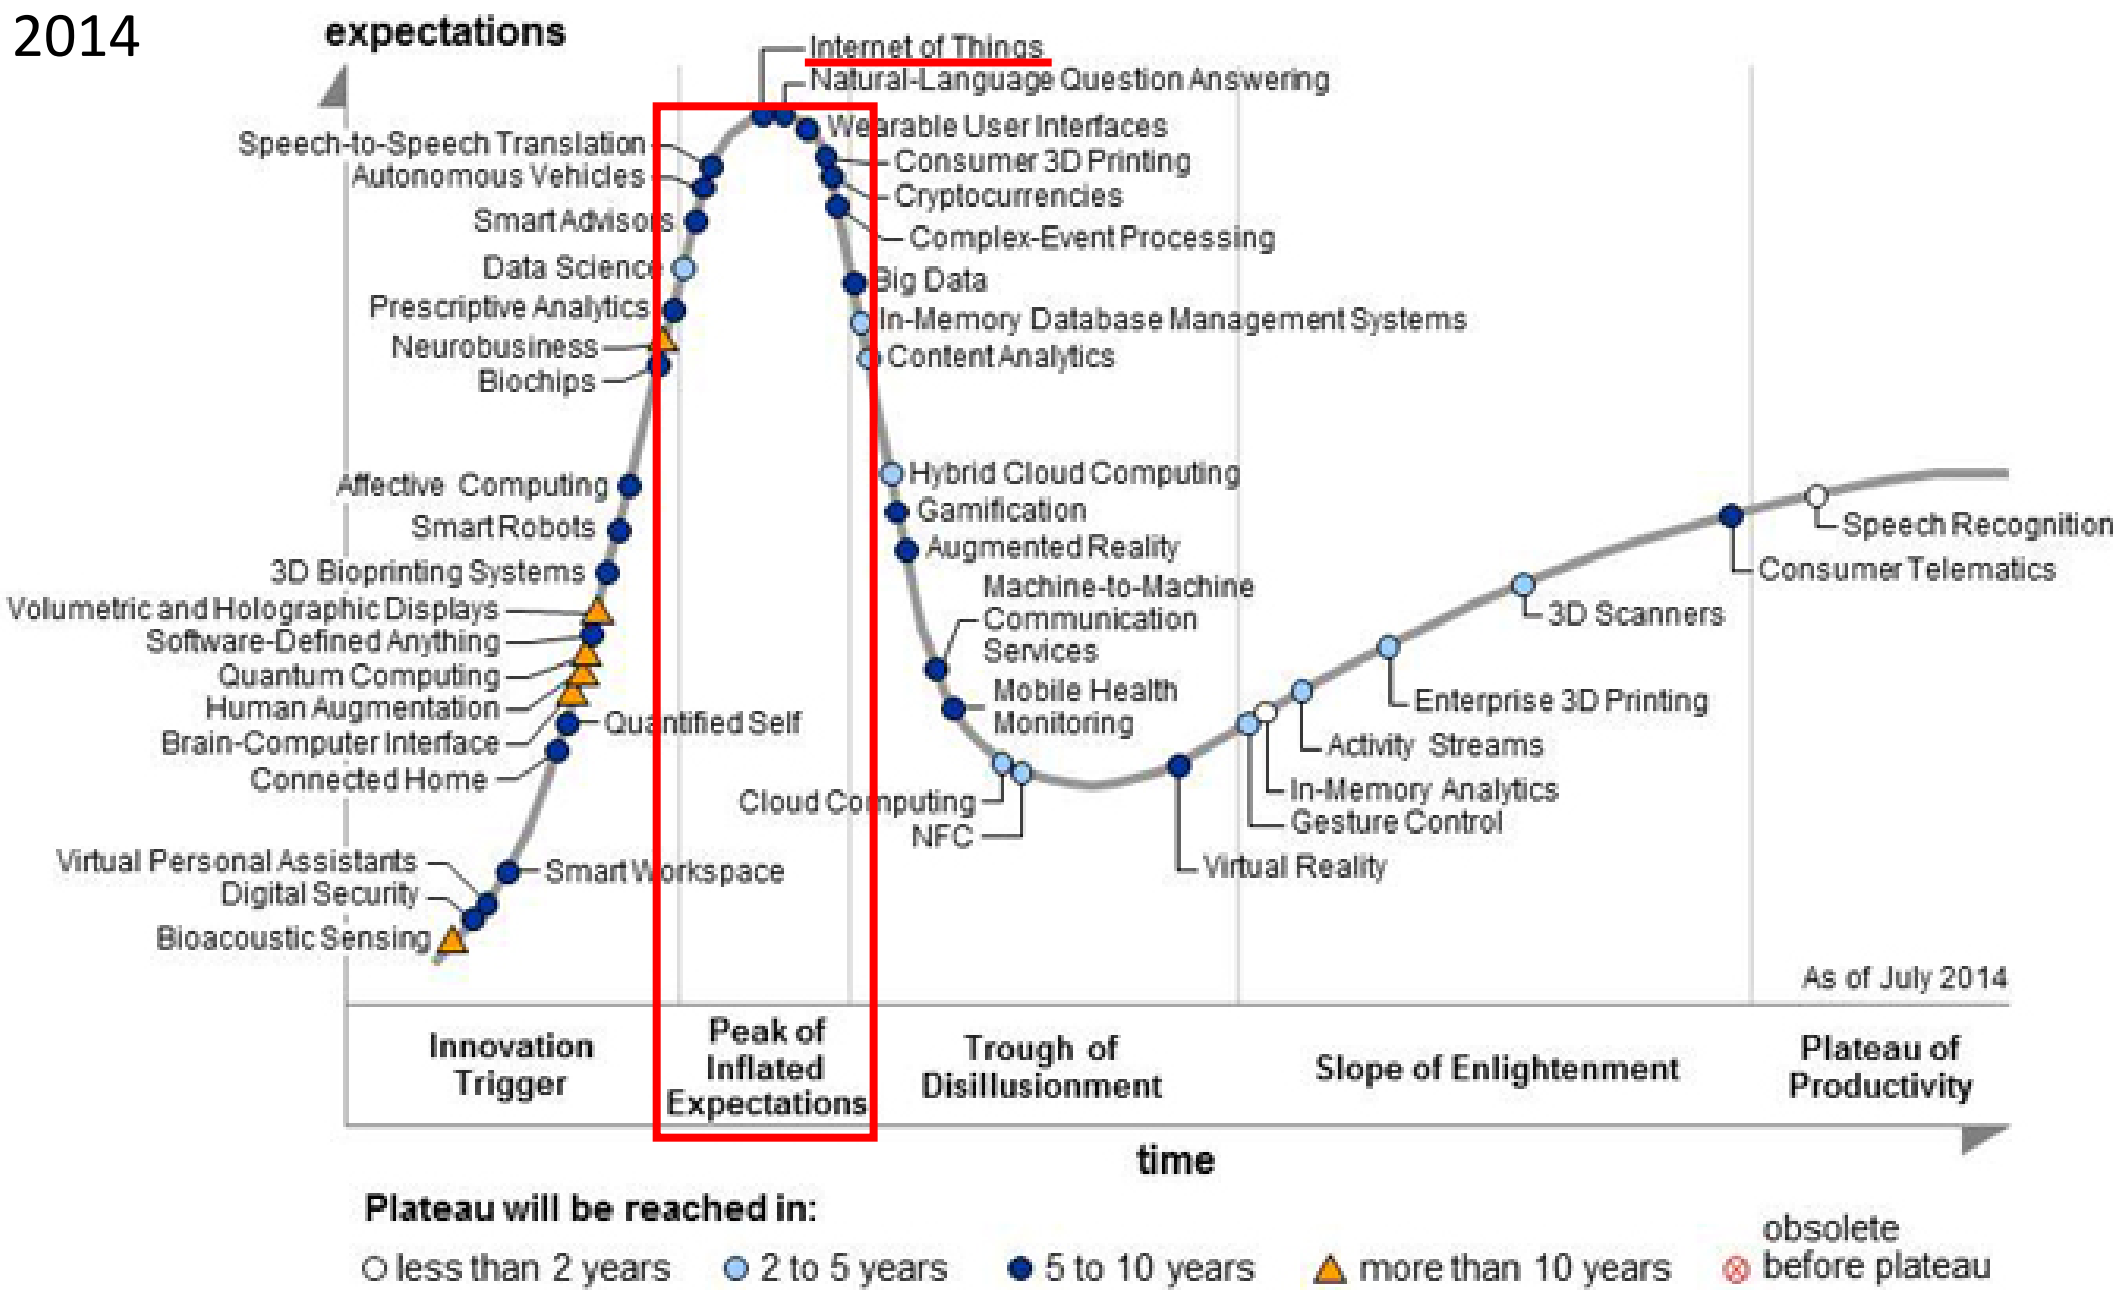 2014
expectations
Internet of Things
Natural-Language Question Answering
Wearable User Interfaces
Speech-to-Speech Translation
Consumer 3D Printing
Autonomous Vehicles
Cryptocurrencies
Smart Advisors
Complex-Event Processing
Data Science
Big Data
Prescriptive Analytics
In-Memory Database Management Systems
Neurobusiness
Content Analytics
Biochips
Hybrid Cloud Computing
Affective Computing
Gamification
Smart Robots
Augmented Reality
3D Bioprinting Systems
Machine-to-Machine
Communication
Services
Volumetric and Holographic Displays
Software-Defined Anything
Quantum Computing
Human Augmentation
Brain-Computer Interface
Quantified Self
Connected Home
Mobile Health
Monitoring
Cloud Computing
NFC
Virtual Personal Assistants
Smart Workspace
Digital Security
Bioacoustic Sensing
Virtual Reality
Gesture Control
In-Memory Analytics
Activity Streams
Enterprise 3D Printing
3D Scanners
Consumer Telematics
Speech Recognition
As of July 2014
Innovation
Trigger
Peak of
Inflated
Expectations
Trough of
Disillusionment
Slope of Enlightenment
Plateau of
Productivity
time
Plateau will be reached in:
less than 2 years
2 to 5 years
5 to 10 years
more than 10 years
obsolete
before plateau